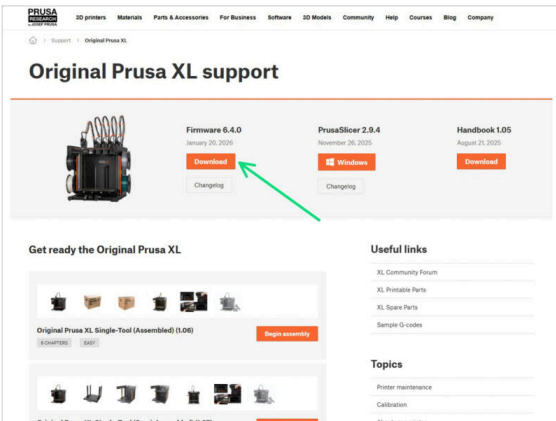 PRUSA
RESEARCH
by JOSEF PRUSA
3D printers Materials Parts & Accessories For Business Software 3D Models Community Help Courses Blog Company
Support > Original Prusa XL
Original Prusa XL support
Firmware 6.4.0
January 20, 2026
Download
Changelog
PrusaSlicer 2.9.4
November 26, 2025
Windows
Changelog
Handbook 1.05
August 21, 2025
Download
Get ready the Original Prusa XL
Original Prusa XL Single-Tool (Assembled) (1.06)
8 CHAPTERS EASY
Begin assembly
Useful links
XL Community Forum
XL Printable Parts
XL Spare Parts
Sample G-codes
Topics
Printer maintenance
Calibration